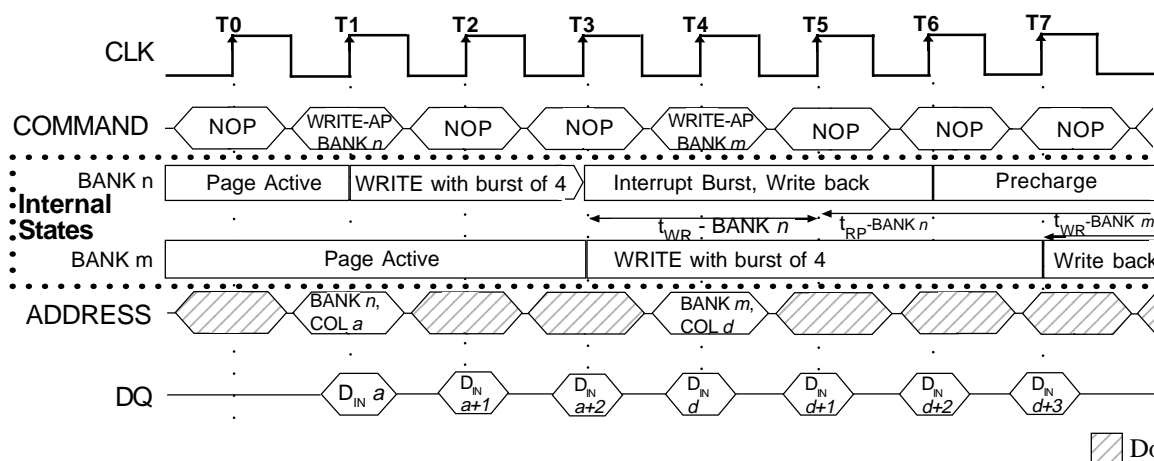 T0 T1 T2 T3 T4 T5 T6 T7
CLK
COMMAND NOP WRITE-AP BANK n NOP NOP WRITE-AP BANK m NOP NOP NOP
BANK n Page Active WRITE with burst of 4 Interrupt Burst, Write back Precharge
Internal
States
tWR - BANK n tRP-BANK n tWR-BANK m
BANK m Page Active WRITE with burst of 4 Write back
ADDRESS BANK n, COL a BANK m, COL d
DQ DIN a DIN a+1 DIN a+2 DIN d DIN d+1 DIN d+2 DIN d+3
Do